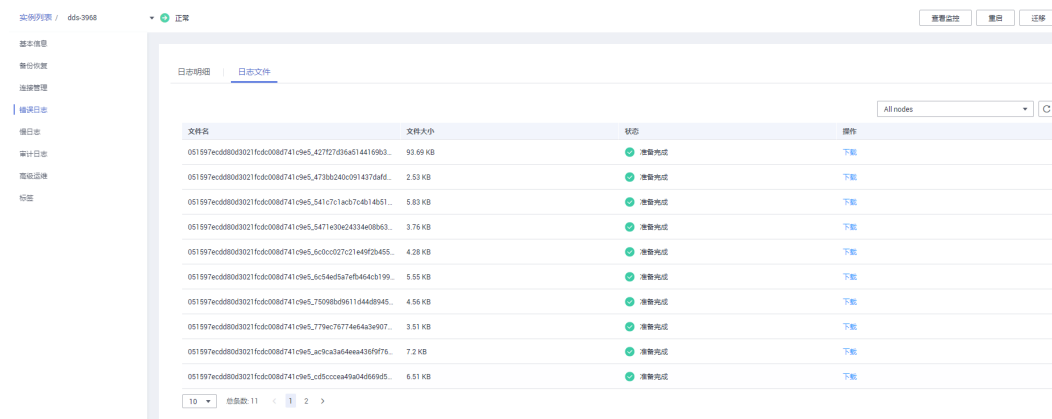 实例列表 / dds-3968 正常 查看监控 重启 迁移
基本信息
备份恢复
连接管理
错误日志
慢日志
审计日志
高级运维
标签
日志明细 日志文件
All nodes
文件名 文件大小 状态 操作
051597ecdd80d3021fcdc008d741c9e5_427f27d36a5144169b3... 93.69 KB 准备完成 下载
051597ecdd80d3021fcdc008d741c9e5_473bb240c091437dafd... 2.53 KB 准备完成 下载
051597ecdd80d3021fcdc008d741c9e5_541c7c1acb7c4b14b51... 5.83 KB 准备完成 下载
051597ecdd80d3021fcdc008d741c9e5_5471e30e24334e08b63... 3.76 KB 准备完成 下载
051597ecdd80d3021fcdc008d741c9e5_6c0cc027c21e49f2b455... 4.28 KB 准备完成 下载
051597ecdd80d3021fcdc008d741c9e5_6c54ed5a7efb464cb199... 5.55 KB 准备完成 下载
051597ecdd80d3021fcdc008d741c9e5_75098bd9611d44d8945... 4.56 KB 准备完成 下载
051597ecdd80d3021fcdc008d741c9e5_779ec76774e64a3e907... 3.51 KB 准备完成 下载
051597ecdd80d3021fcdc008d741c9e5_ac9ca3a64eea436f9f76... 7.2 KB 准备完成 下载
051597ecdd80d3021fcdc008d741c9e5_cd5cccea49a04d669d5... 6.51 KB 准备完成 下载
10 总条数: 11 < 1 2 >